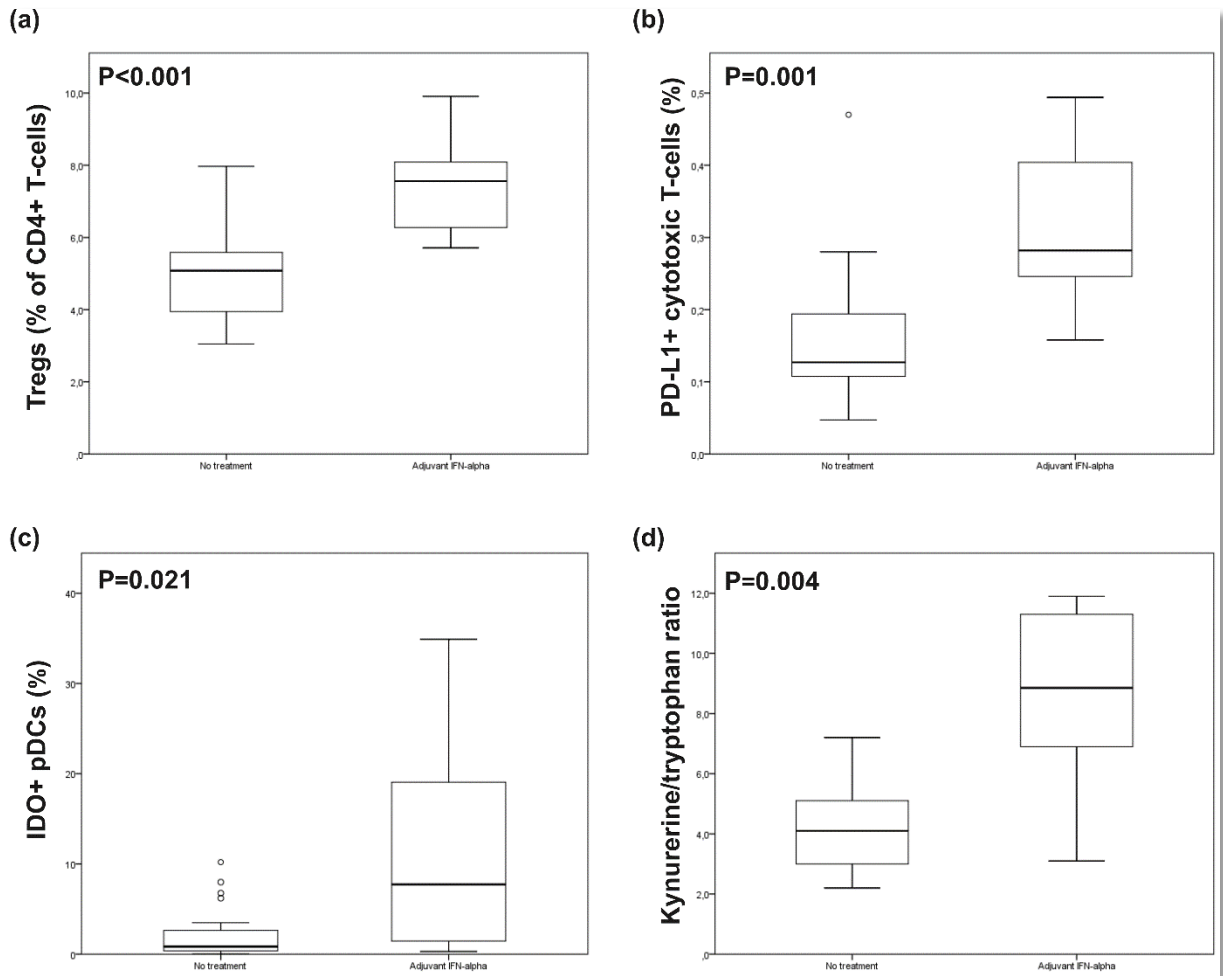 (a)
P<0.001
Tregs (% of CD4+ T-cells)
10,0
8,0
6,0
4,0
2,0
,0
No treatment
Adjuvant IFN-alpha
(b)
P=0.001
PD-L1+ cytotoxic T-cells (%)
0,5
0,4
0,3
0,2
0,1
0,0
No treatment
Adjuvant IFN-alpha
(c)
P=0.021
IDO+ pDCs (%)
40
30
20
10
0
No treatment
Adjuvant IFN-alpha
(d)
P=0.004
Kynurerine/tryptophan ratio
12,0
10,0
8,0
6,0
4,0
2,0
,0
No treatment
Adjuvant IFN-alpha